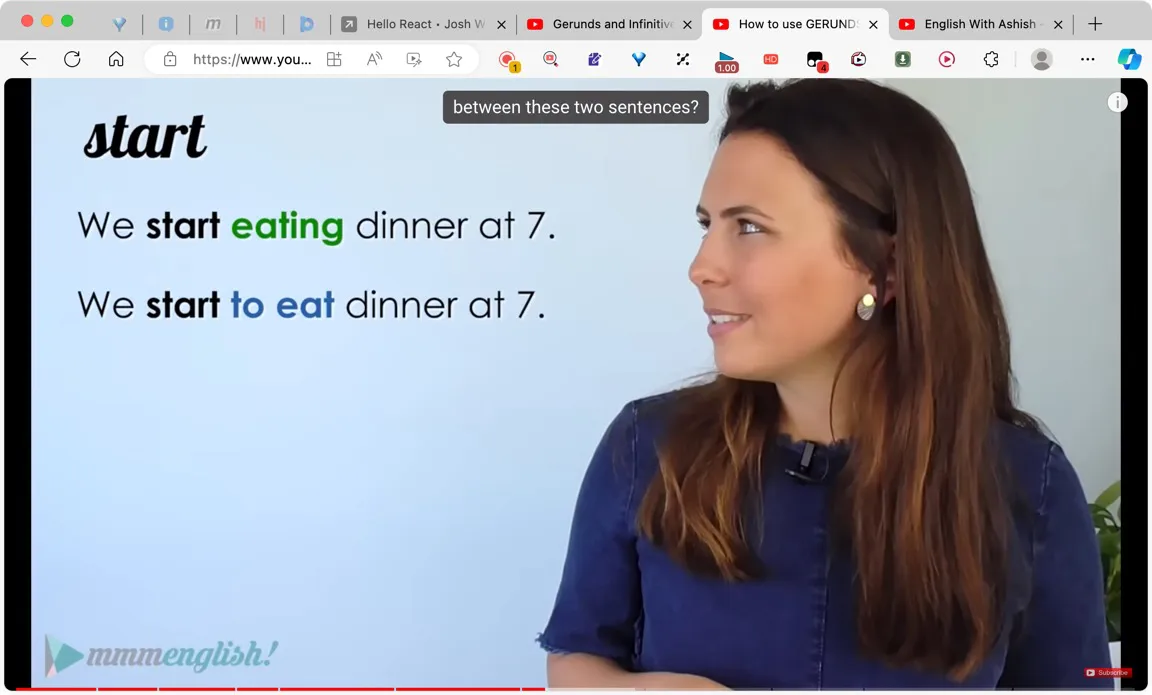 Hello React • Josh W
Gerunds and Infinitive
How to use GERUNDS
English With Ashish -
https://www.you...
1
1.00
HD
4
between these two sentences?
start
We start eating dinner at 7.
We start to eat dinner at 7.
mmmenglish!
Subscribe